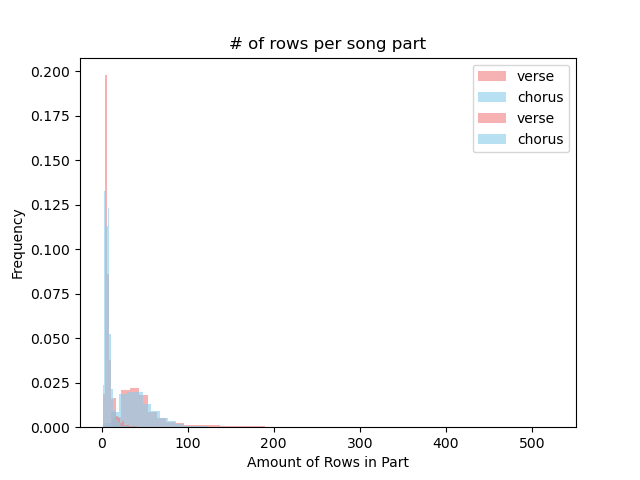 # of rows per song part
verse
chorus
verse
chorus
0.200
0.175
0.150
0.125
0.100
0.075
0.050
0.025
0.000
Frequency
0 100 200 300 400 500
Amount of Rows in Part